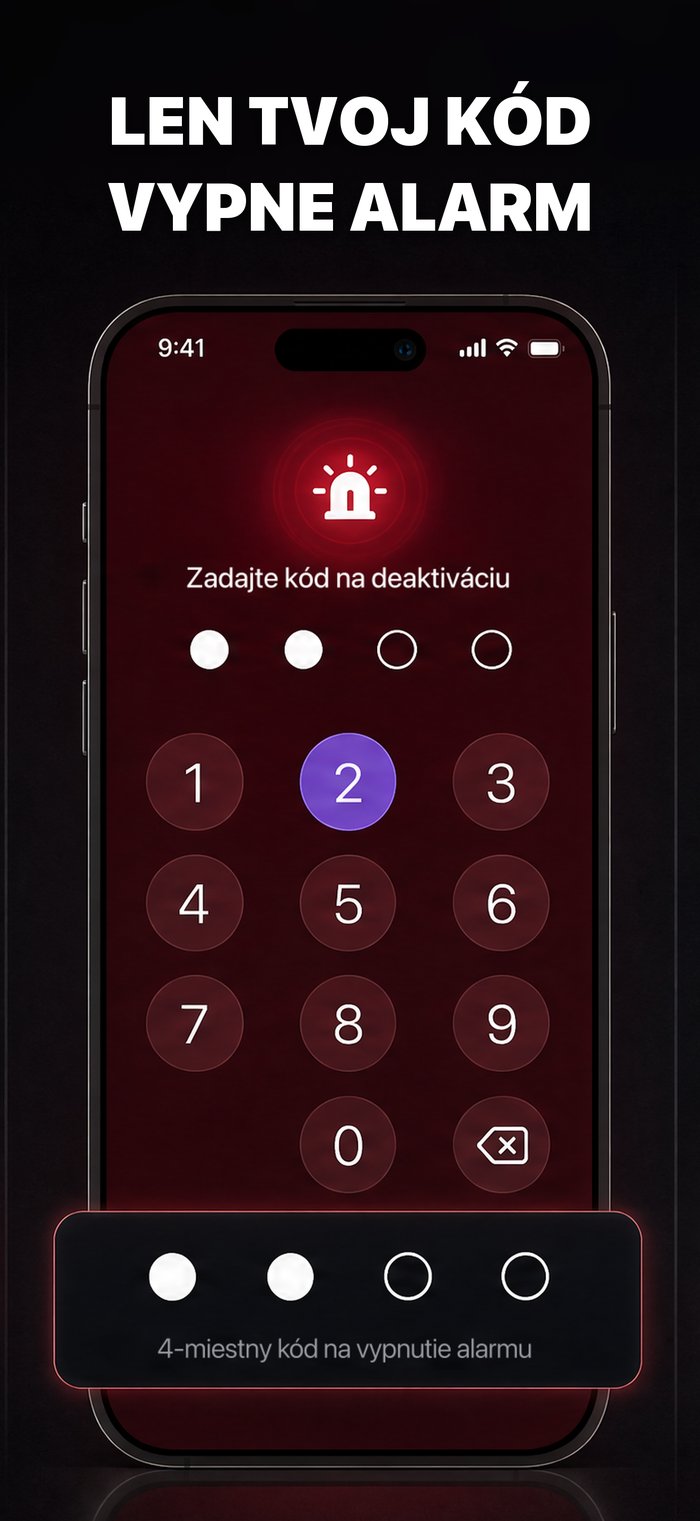 LEN TVOJ KÓD
VYPNE ALARM
9:41
Zadajte kód na deaktiváciu
1 2 3
4 5 6
7 8 9
0
4-miestny kód na vypnutie alarmu